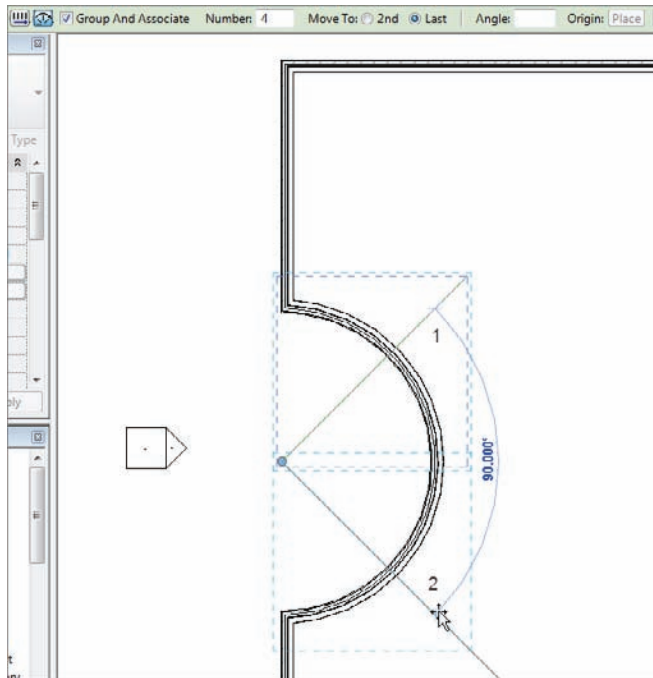 Group And Associate Number: 4 Move To: 2nd Last Angle: Origin: Place
Type
1
90.000°
2